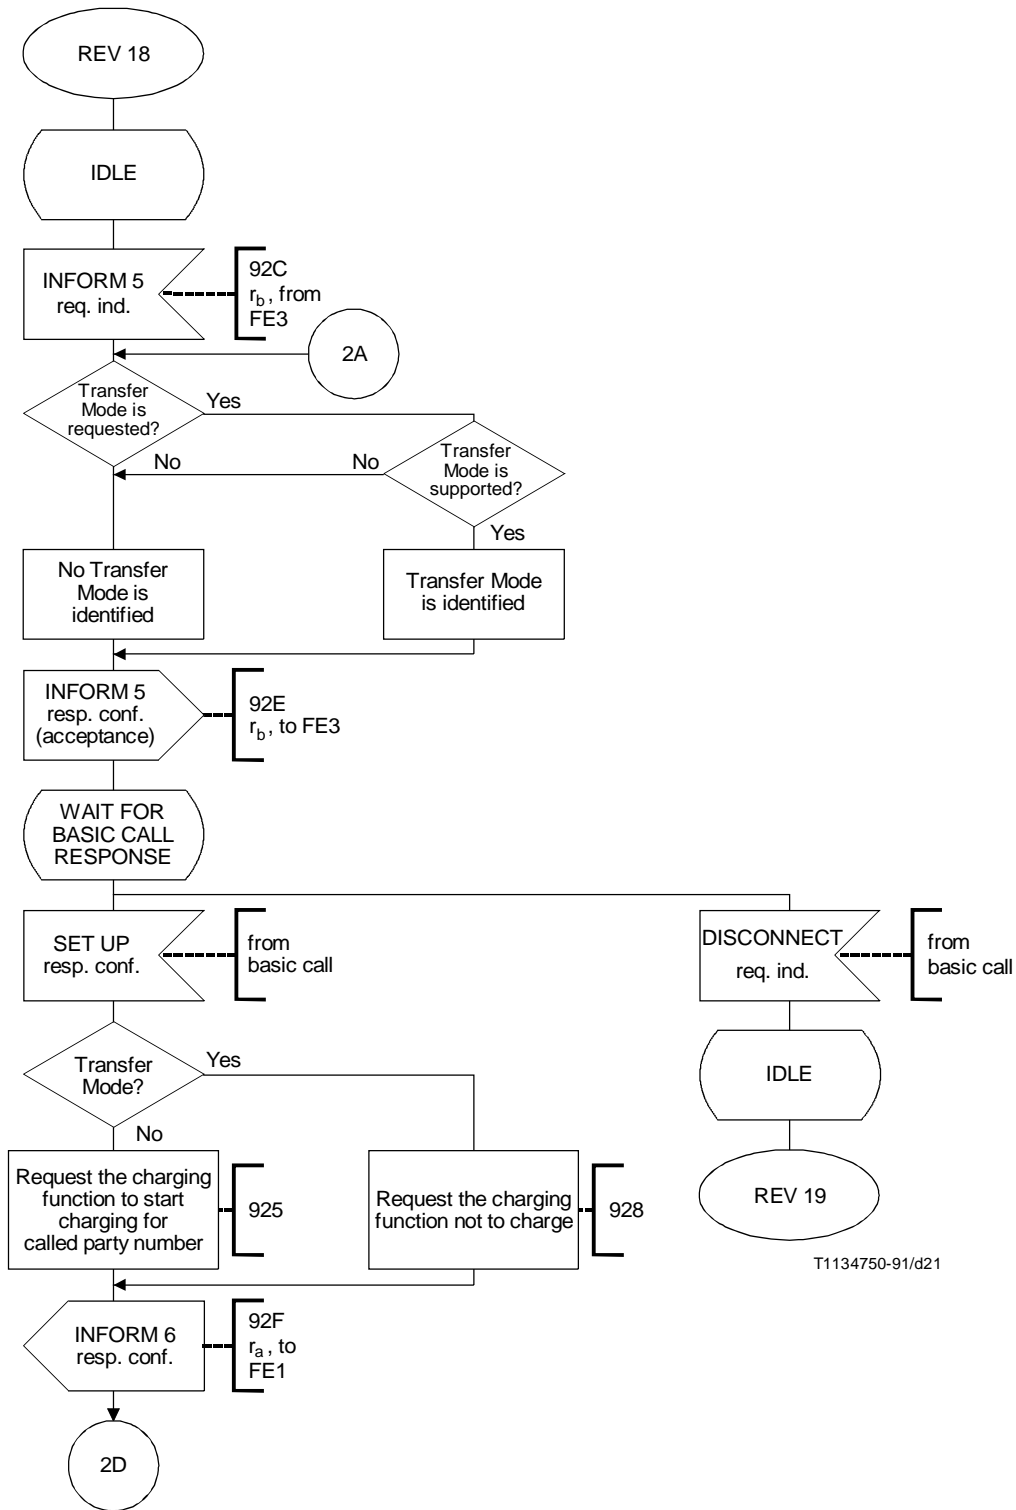 REV 18
IDLE
INFORM 5
req. ind.
92C
r_b, from
FE3
2A
Transfer
Mode is
requested?
Yes
Transfer
Mode is
supported?
No
No
Yes
No Transfer
Mode is
identified
Transfer Mode
is identified
INFORM 5
resp. conf.
(acceptance)
92E
r_b, to FE3
WAIT FOR
BASIC CALL
RESPONSE
SET UP
resp. conf.
from
basic call
DISCONNECT
req. ind.
from
basic call
Transfer
Mode?
Yes
No
IDLE
Request the charging
function to start
charging for
called party number
925
Request the charging
function not to charge
928
REV 19
T1134750-91/d21
INFORM 6
resp. conf.
92F
r_a, to
FE1
2D